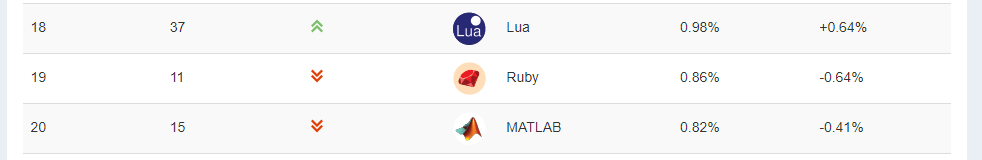 18 37 Lua Lua 0.98% +0.64%
19 11 Ruby 0.86% -0.64%
20 15 MATLAB 0.82% -0.41%